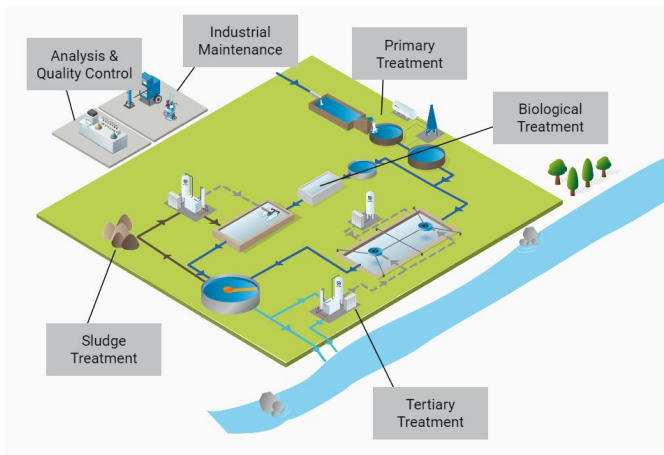 Industrial
Maintenance
Analysis &
Quality Control
Primary
Treatment
Biological
Treatment
Sludge
Treatment
Tertiary
Treatment